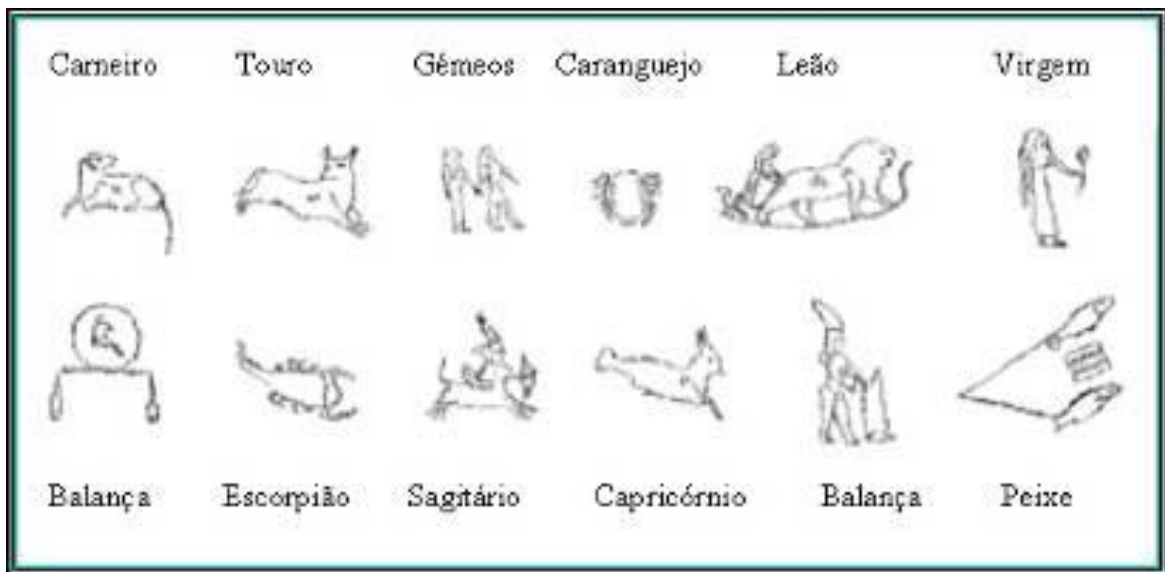 Carneiro Touro Gémeos Caranguejo Leão Virgem
Balança Escorpião Sagitário Capricórnio Balança Peixe